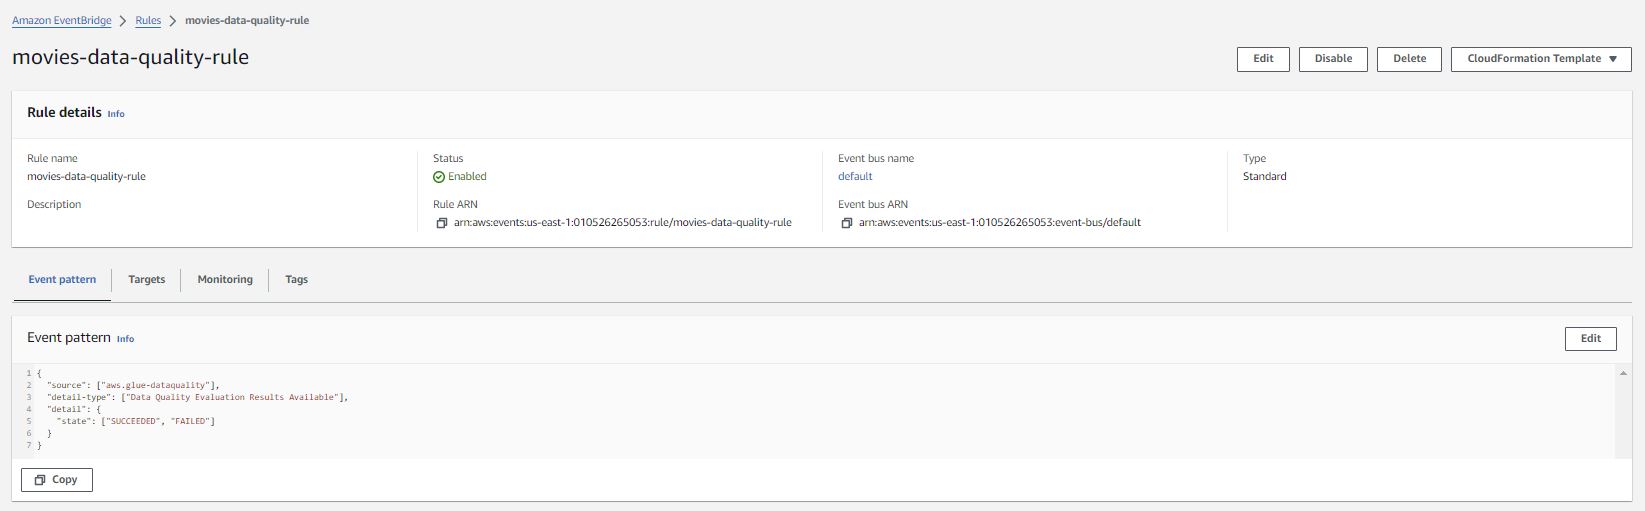 Amazon EventBridge > Rules > movies-data-quality-rule
movies-data-quality-rule
Edit
Disable
Delete
CloudFormation Template
Rule details Info
Rule name
movies-data-quality-rule
Description
Status
Enabled
Rule ARN
arn:aws:events:us-east-1:010526265053:rule/movies-data-quality-rule
Event bus name
default
Event bus ARN
arn:aws:events:us-east-1:010526265053:event-bus/default
Type
Standard
Event pattern
Targets
Monitoring
Tags
Event pattern Info
Edit
1 {
2 "source": ["aws.glue-dataquality"],
3 "detail-type": ["Data Quality Evaluation Results Available"],
4 "detail": {
5 "state": ["SUCCEEDED", "FAILED"]
6 }
7 }
Copy